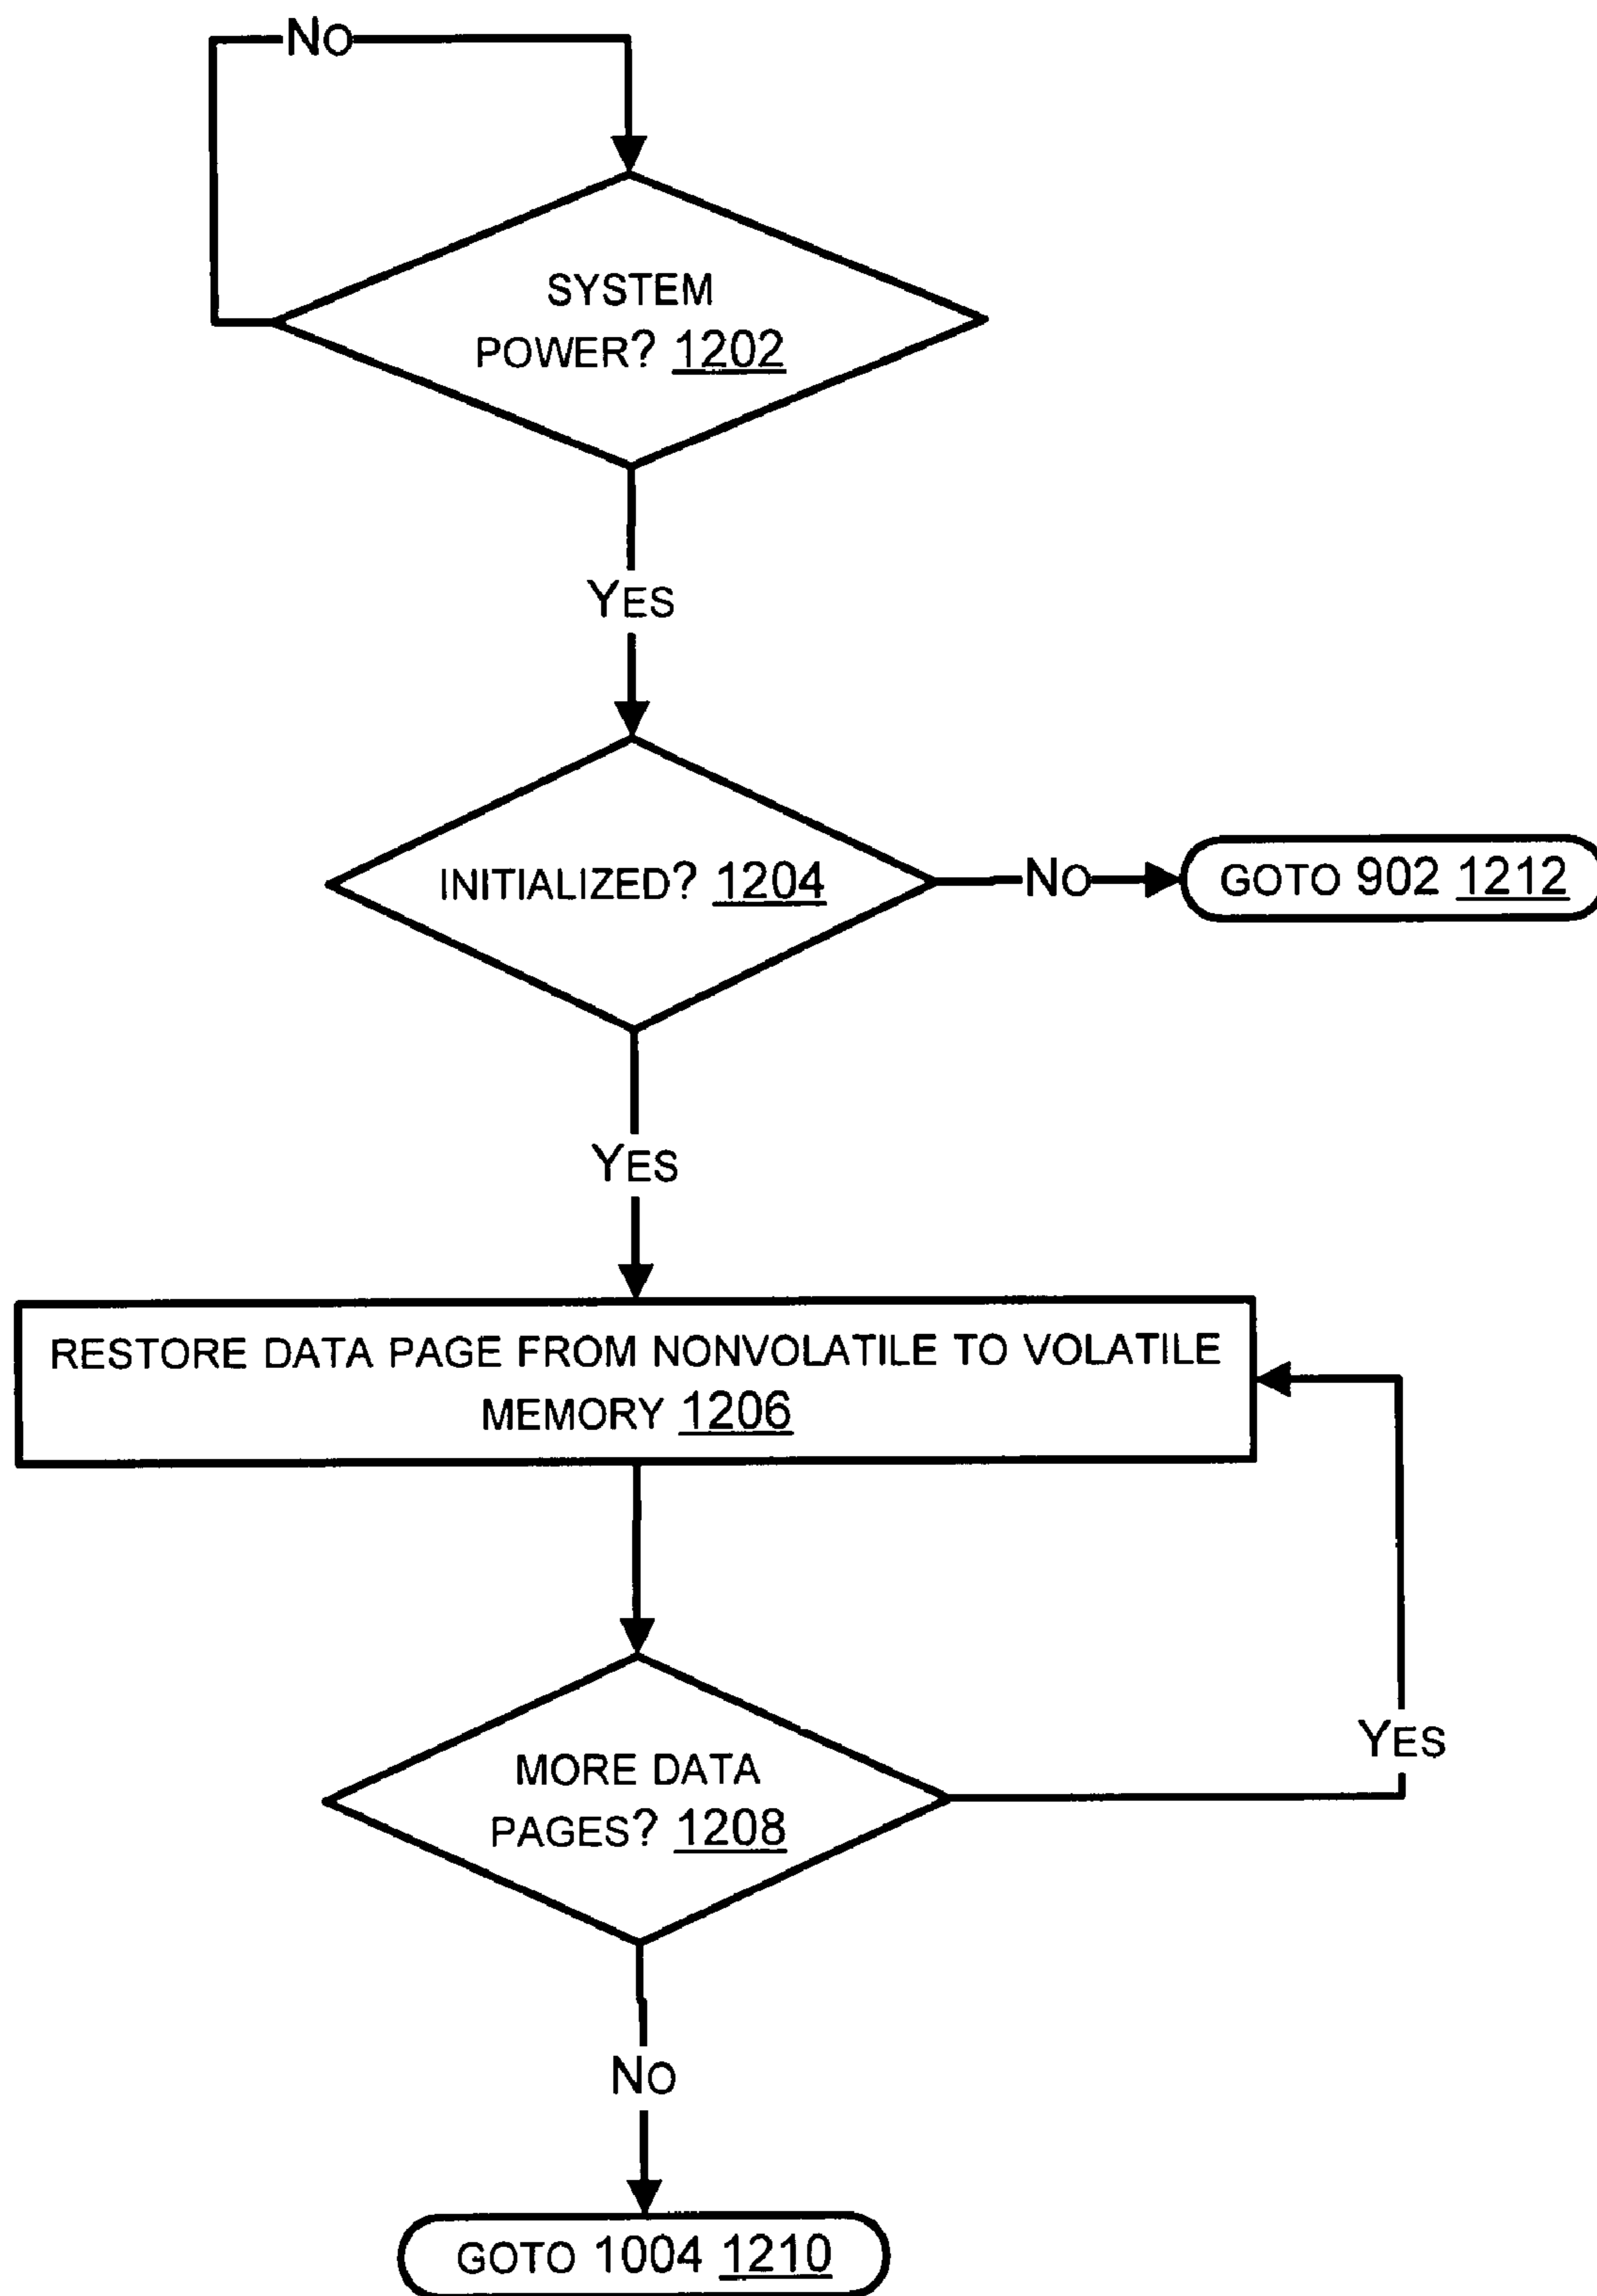 NO
SYSTEM
POWER? 1202
YES
INITIALIZED? 1204
NO
GOTO 902 1212
YES
RESTORE DATA PAGE FROM NONVOLATILE TO VOLATILE
MEMORY 1206
MORE DATA
PAGES? 1208
YES
NO
GOTO 1004 1210